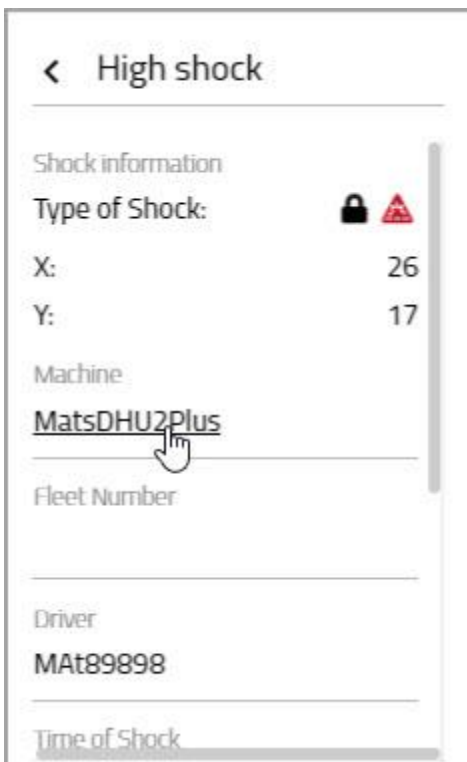 High shock
Shock information
Type of Shock:
X: 26
Y: 17
Machine
MatsDHU2Plus
Fleet Number
Driver
MAt89898
Time of Shock